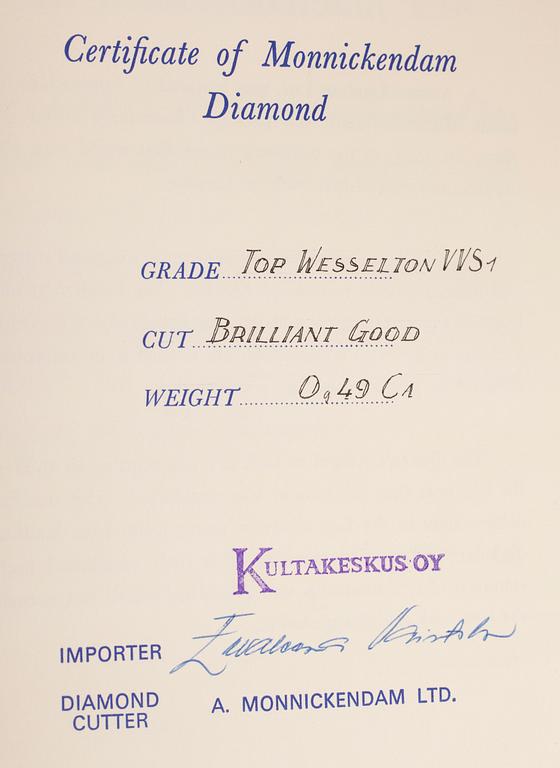 Certificate of Monnickendam
Diamond
GRADE TOP WESSELTON VVS1
CUT BRILLIANT GOOD
WEIGHT 0,49 Ct
KULTAKESKUS OY
IMPORTER
DIAMOND
CUTTER A. MONNICKENDAM LTD.